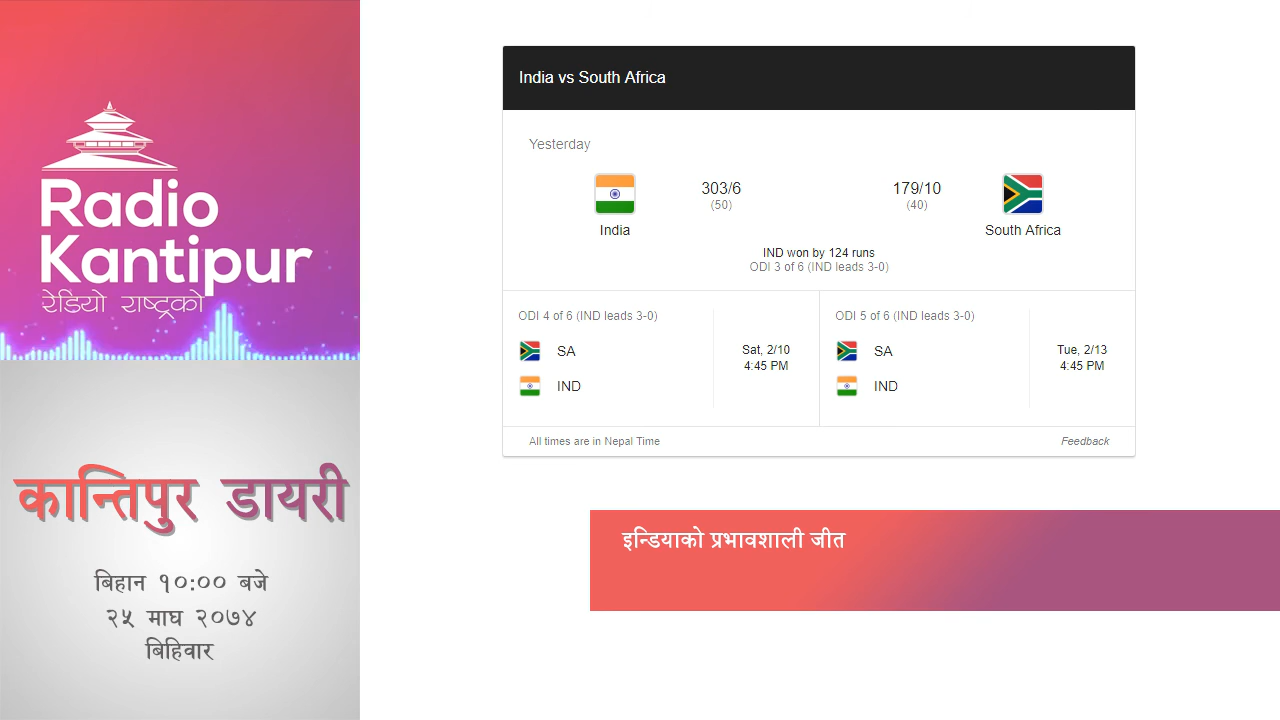 Radio
Kantipur
रेडियो राष्ट्रको
कान्तिपुर डायरी
बिहान १०:०० बजे
२५ माघ २०७४
बिहिवार
India vs South Africa
Yesterday
303/6
179/10
(50)
(40)
India
South Africa
IND won by 124 runs
ODI 3 of 6 (IND leads 3-0)
ODI 4 of 6 (IND leads 3-0)
SA
IND
Sat, 2/10
4:45 PM
ODI 5 of 6 (IND leads 3-0)
SA
IND
Tue, 2/13
4:45 PM
All times are in Nepal Time
Feedback
इन्डियाको प्रभावशाली जीत